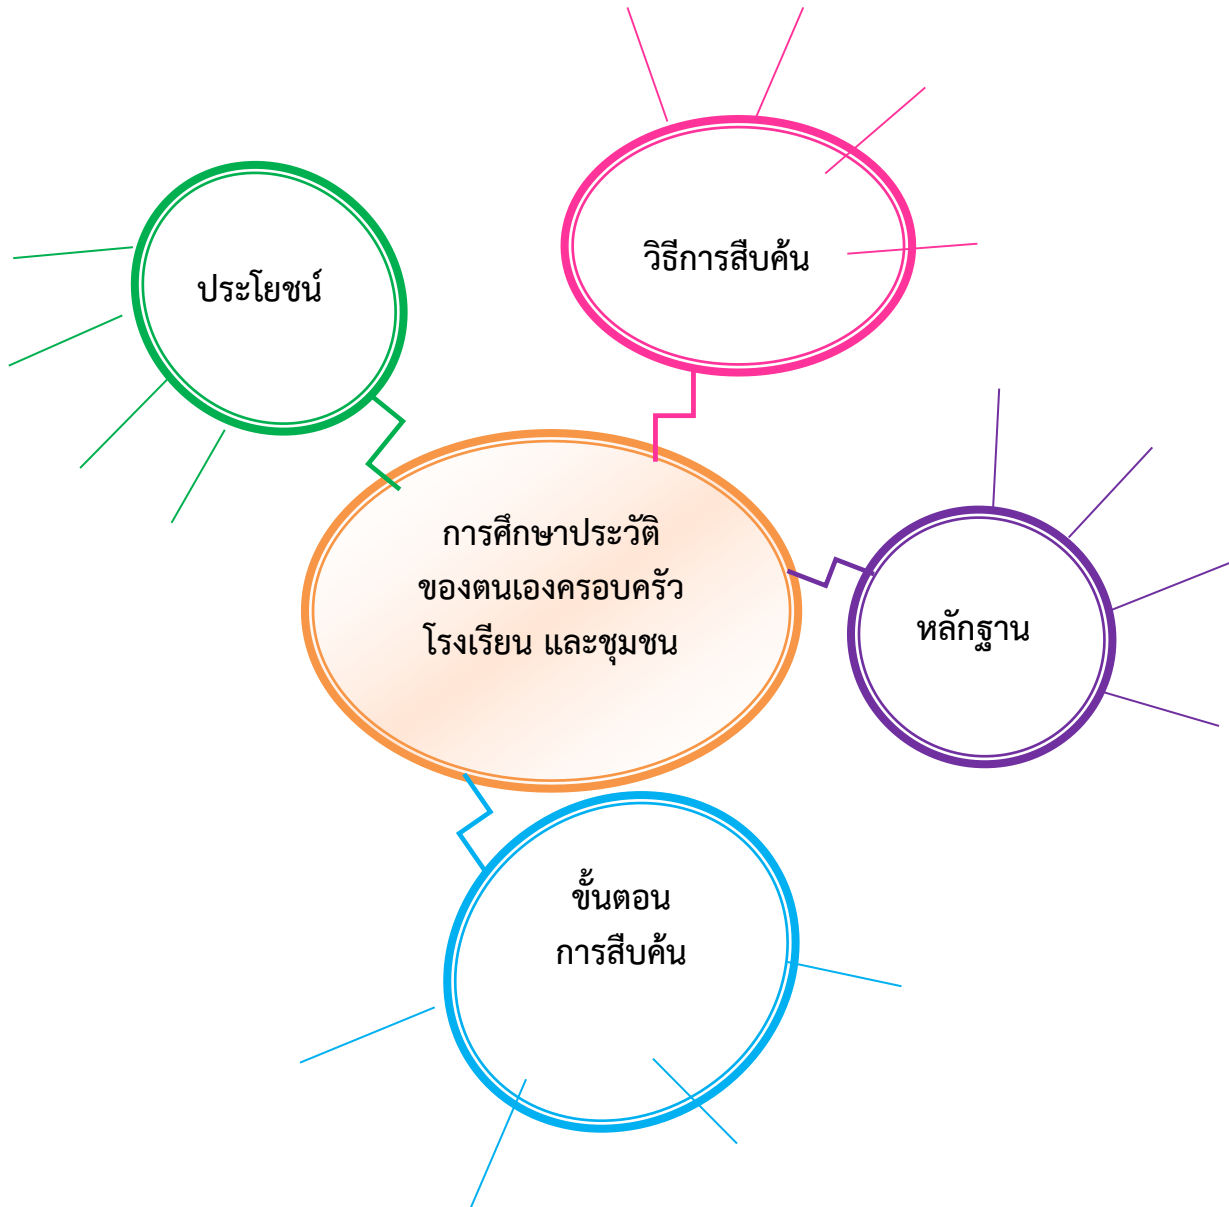 วิธีการสืบค้น
ประโยชน์
การศึกษาประวัติ
ของตนเองครอบครัว
โรงเรียน และชุมชน
หลักฐาน
ขั้นตอน
การสืบค้น